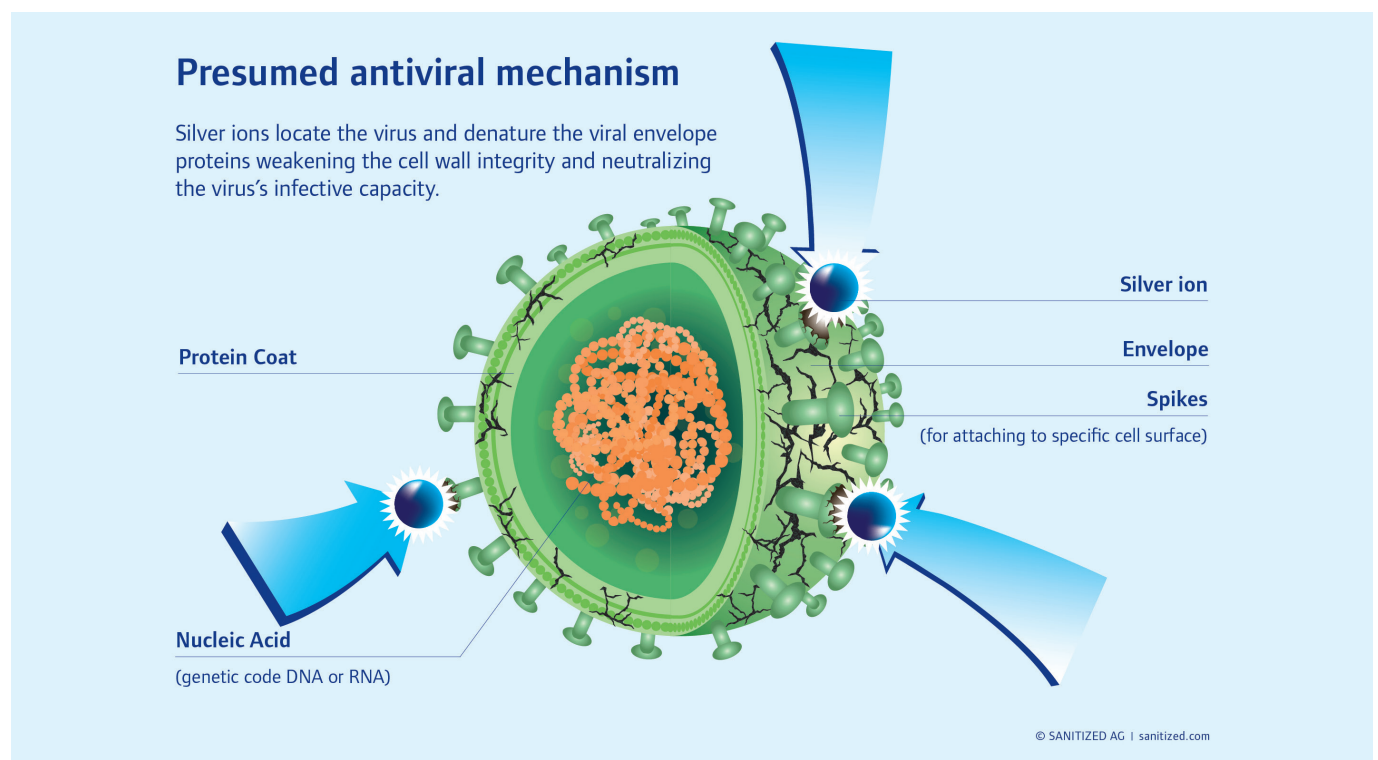 Presumed antiviral mechanism
Silver ions locate the virus and denature the viral envelope
proteins weakening the cell wall integrity and neutralizing
the virus´s infective capacity.
Silver ion
Envelope
Protein Coat
Spikes
(for attaching to specific cell surface)
Nucleic Acid
(genetic code DNA or RNA)
© SANITIZED AG | sanitized.com